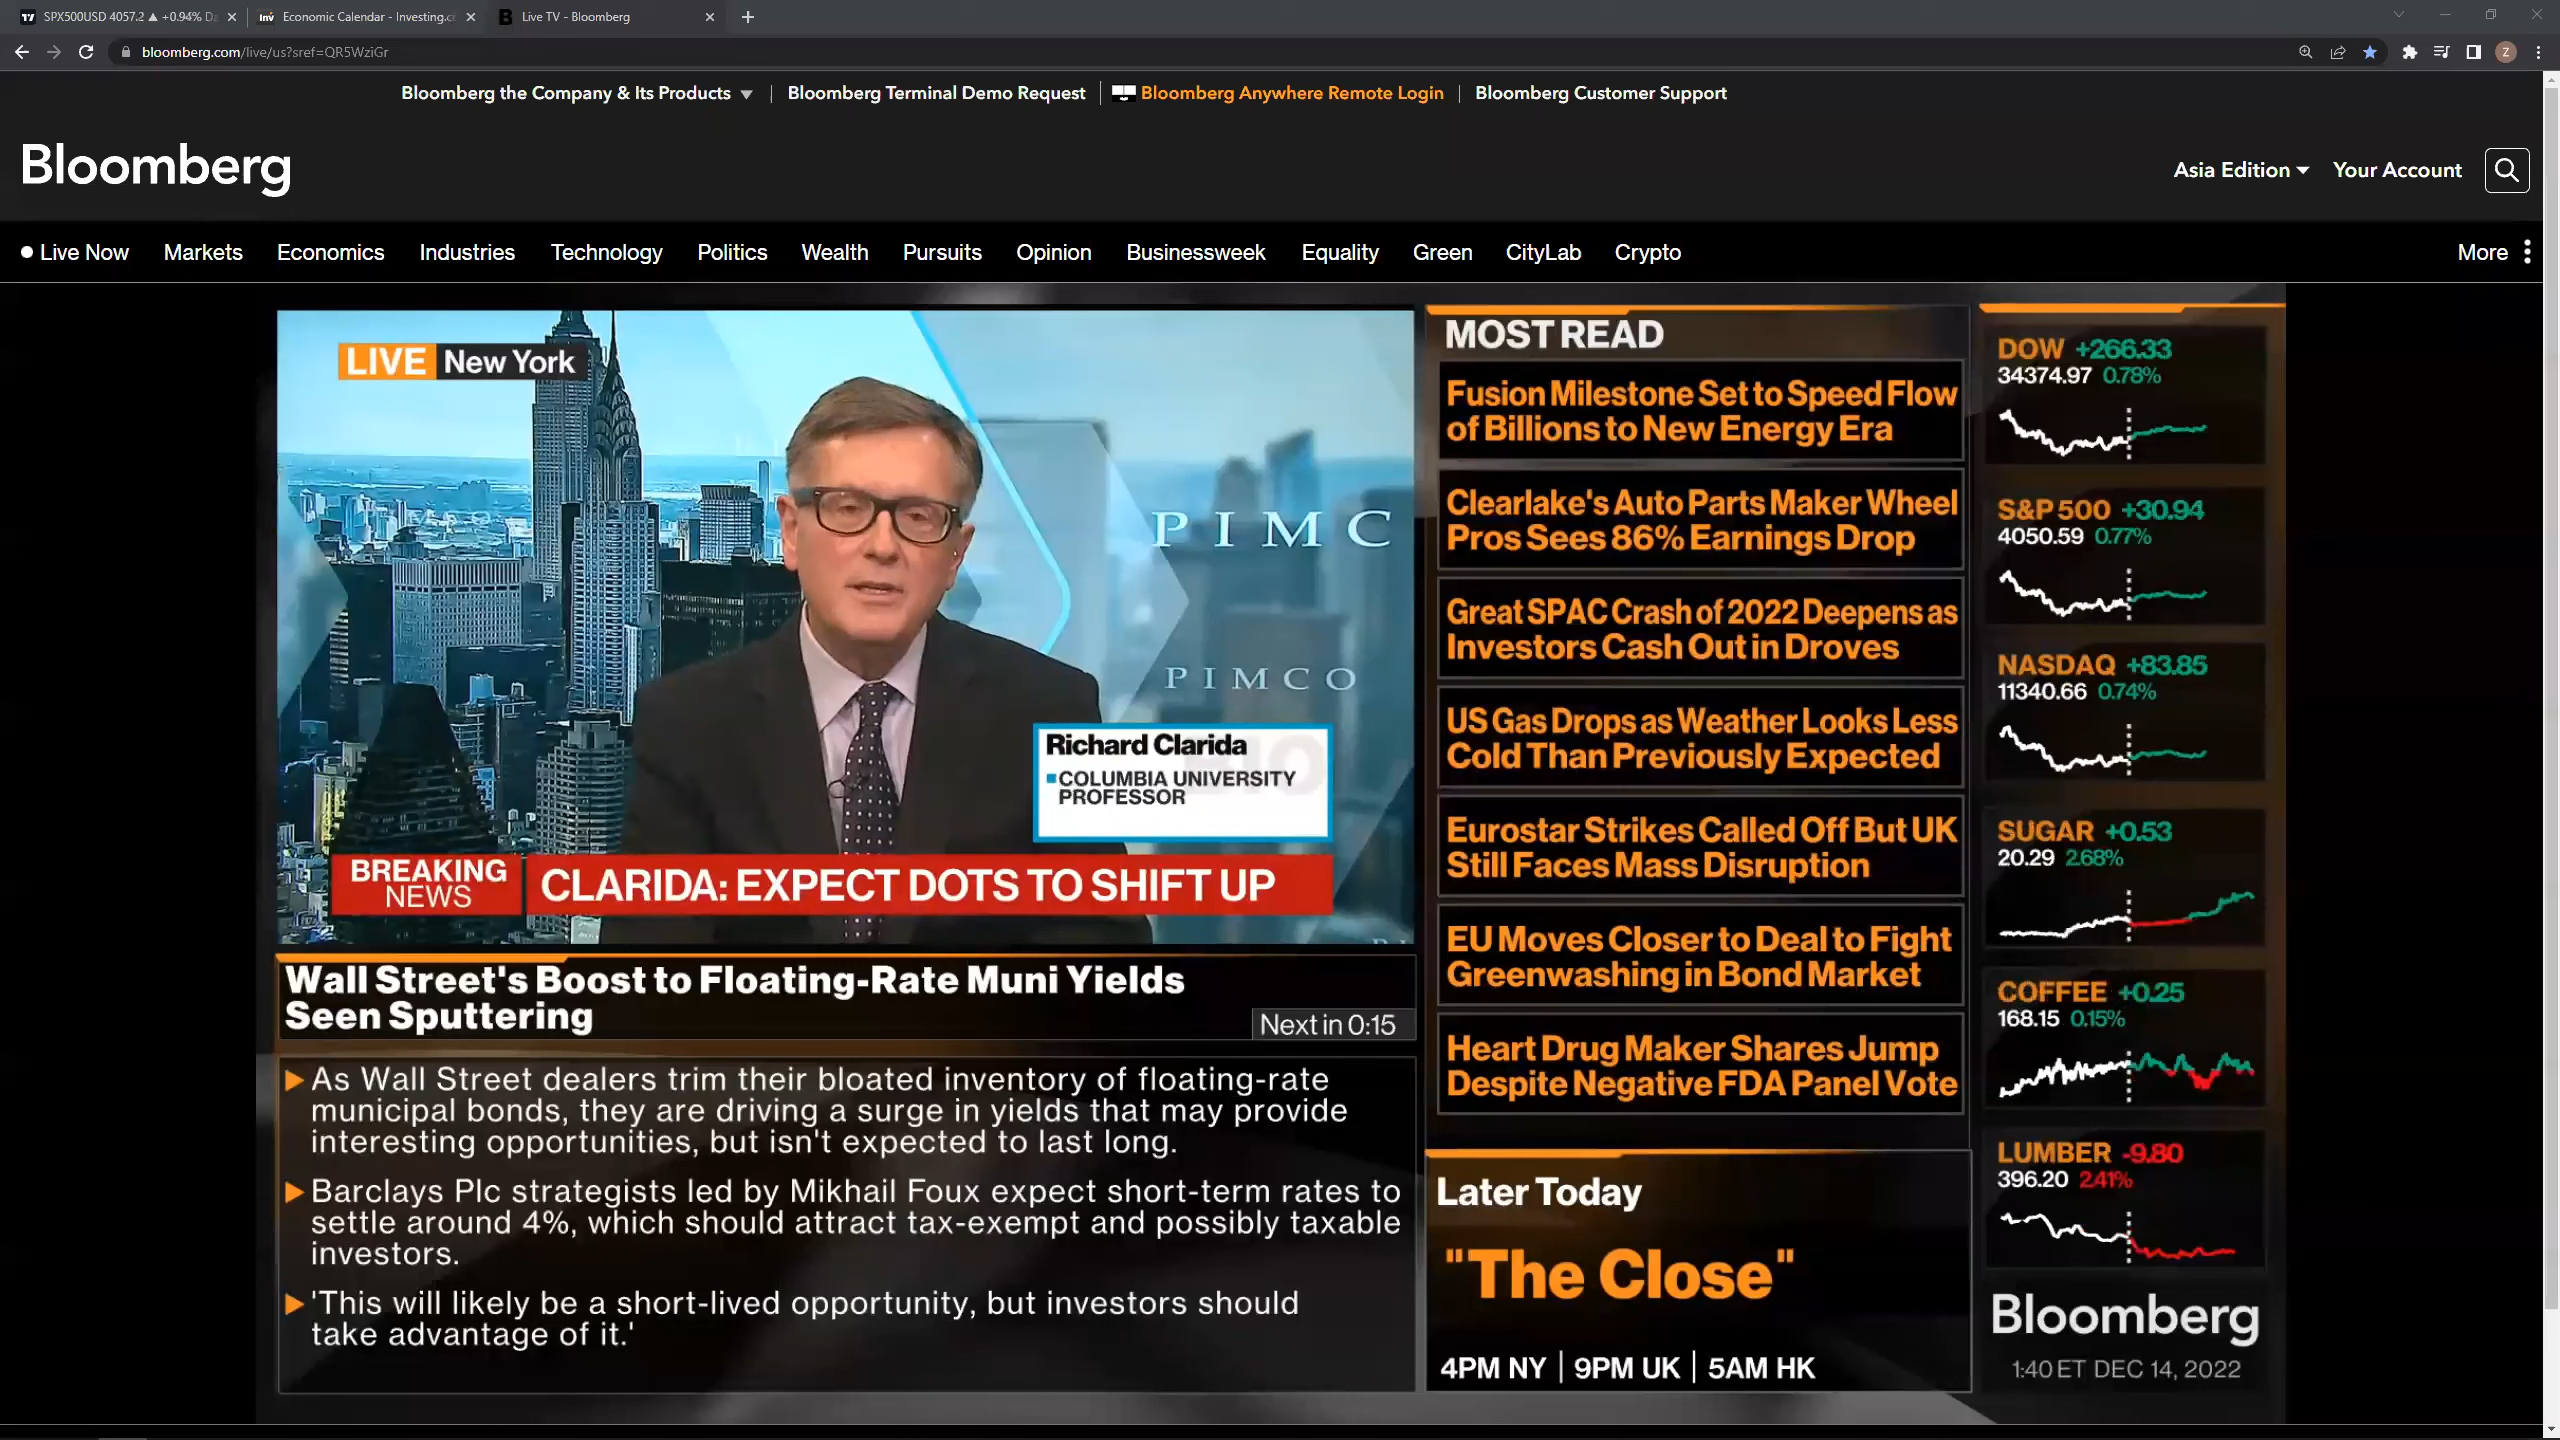 SPX500USD 4057.2 ▲ +0.94%
Economic Calendar - Investing.c
Live TV - Bloomberg
bloomberg.com/live/us?sref=QR5WziGr
Z
Bloomberg the Company & Its Products
Bloomberg Terminal Demo Request
Bloomberg Anywhere Remote Login
Bloomberg Customer Support
Bloomberg
Asia Edition
Your Account
Live Now
Markets
Economics
Industries
Technology
Politics
Wealth
Pursuits
Opinion
Businessweek
Equality
Green
CityLab
Crypto
More
LIVE New York
PIMC
PIMCO
Richard Clarida
COLUMBIA UNIVERSITY
PROFESSOR
BREAKING
NEWS
CLARIDA: EXPECT DOTS TO SHIFT UP
Wall Street's Boost to Floating-Rate Muni Yields
Seen Sputtering
Next in 0:15
As Wall Street dealers trim their bloated inventory of floating-rate
municipal bonds, they are driving a surge in yields that may provide
interesting opportunities, but isn't expected to last long.
Barclays Plc strategists led by Mikhail Foux expect short-term rates to
settle around 4%, which should attract tax-exempt and possibly taxable
investors.
'This will likely be a short-lived opportunity, but investors should
take advantage of it.'
MOST READ
Fusion Milestone Set to Speed Flow
of Billions to New Energy Era
Clearlake's Auto Parts Maker Wheel
Pros Sees 86% Earnings Drop
Great SPAC Crash of 2022 Deepens as
Investors Cash Out in Droves
US Gas Drops as Weather Looks Less
Cold Than Previously Expected
Eurostar Strikes Called Off But UK
Still Faces Mass Disruption
EU Moves Closer to Deal to Fight
Greenwashing in Bond Market
Heart Drug Maker Shares Jump
Despite Negative FDA Panel Vote
Later Today
"The Close"
4PM NY | 9PM UK | 5AM HK
DOW +266.33
34374.97 0.78%
S&P 500 +30.94
4050.59 0.77%
NASDAQ +83.85
11340.66 0.74%
SUGAR +0.53
20.29 2.68%
COFFEE +0.25
168.15 0.15%
LUMBER -9.80
396.20 2.41%
Bloomberg
1:40 ET DEC 14, 2022